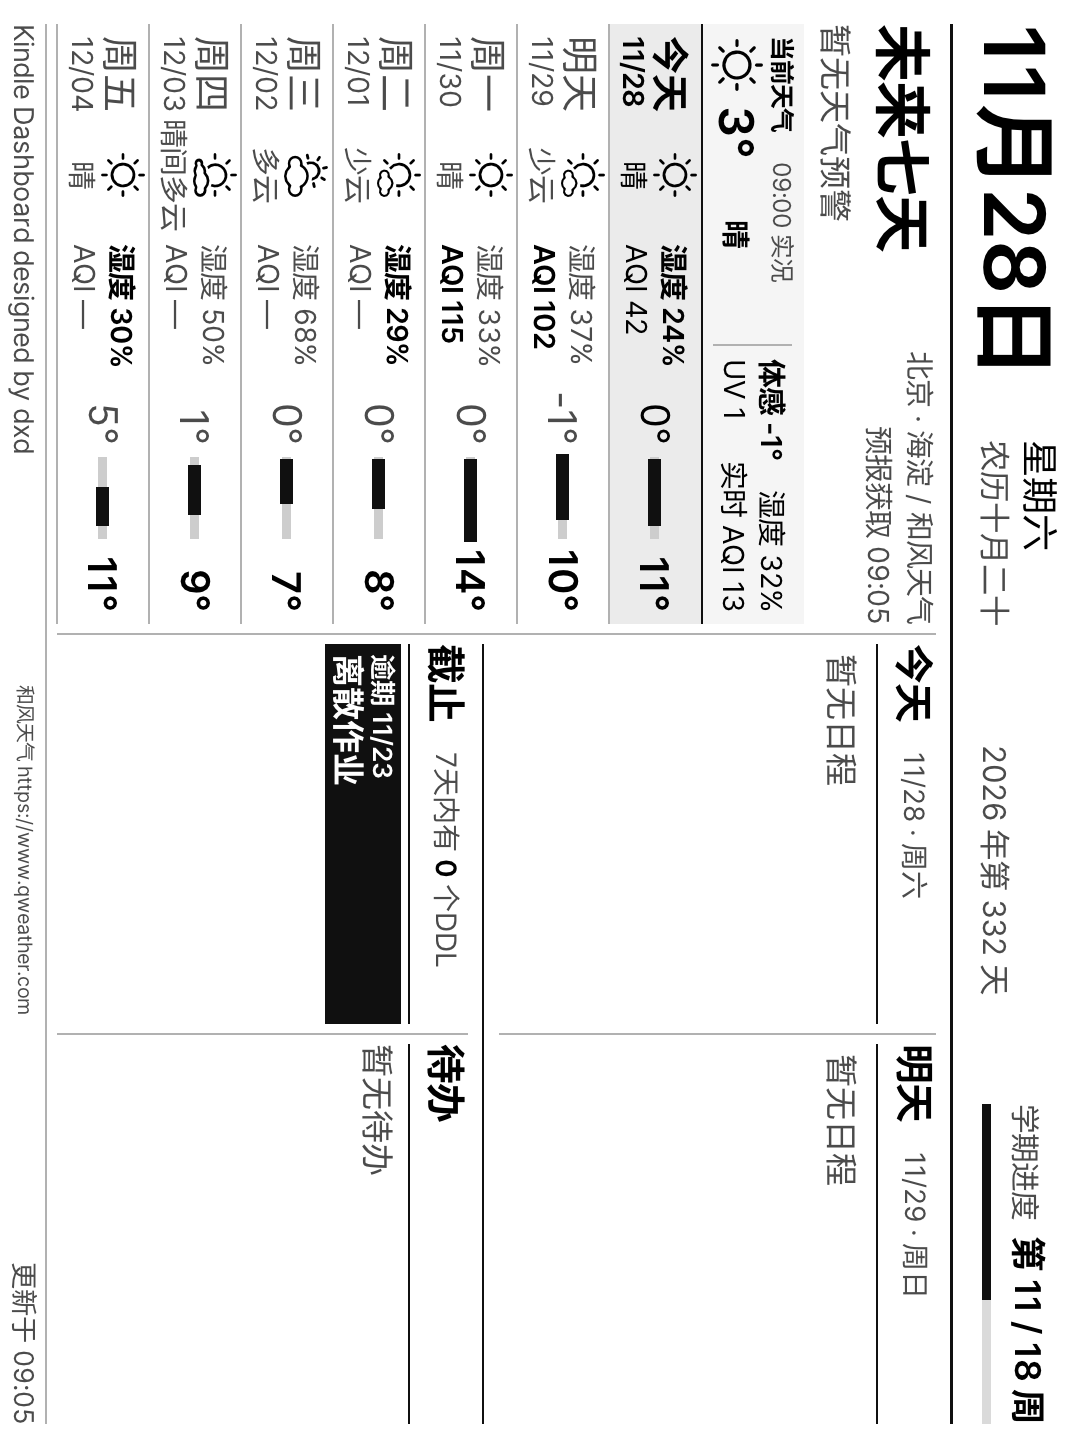 11月28日
星期六
农历十月二十
2026 年第 332 天
学期进度 第 11 / 18 周
未来七天
北京 · 海淀 / 和风天气
预报获取 09:05
暂无天气预警
当前天气 09:00 实况
3° 晴
体感 -1° 湿度 32%
UV 1 实时 AQI 13
今天 湿度 24%
11/28 晴 AQI 42
0° 11°
明天 湿度 37%
11/29 少云 AQI 102
-1° 10°
周一 湿度 33%
11/30 晴 AQI 115
0° 14°
周二 湿度 29%
12/01 少云 AQI —
0° 8°
周三 湿度 68%
12/02 多云 AQI —
0° 7°
周四 湿度 50%
12/03 晴间多云 AQI —
1° 9°
周五 湿度 30%
12/04 晴 AQI —
5° 11°
今天 11/28 · 周六
暂无日程
明天 11/29 · 周日
暂无日程
截止 7天内有 0 个DDL
逾期 11/23
离散作业
待办
暂无待办
Kindle Dashboard designed by dxd
和风天气 https://www.qweather.com
更新于 09:05